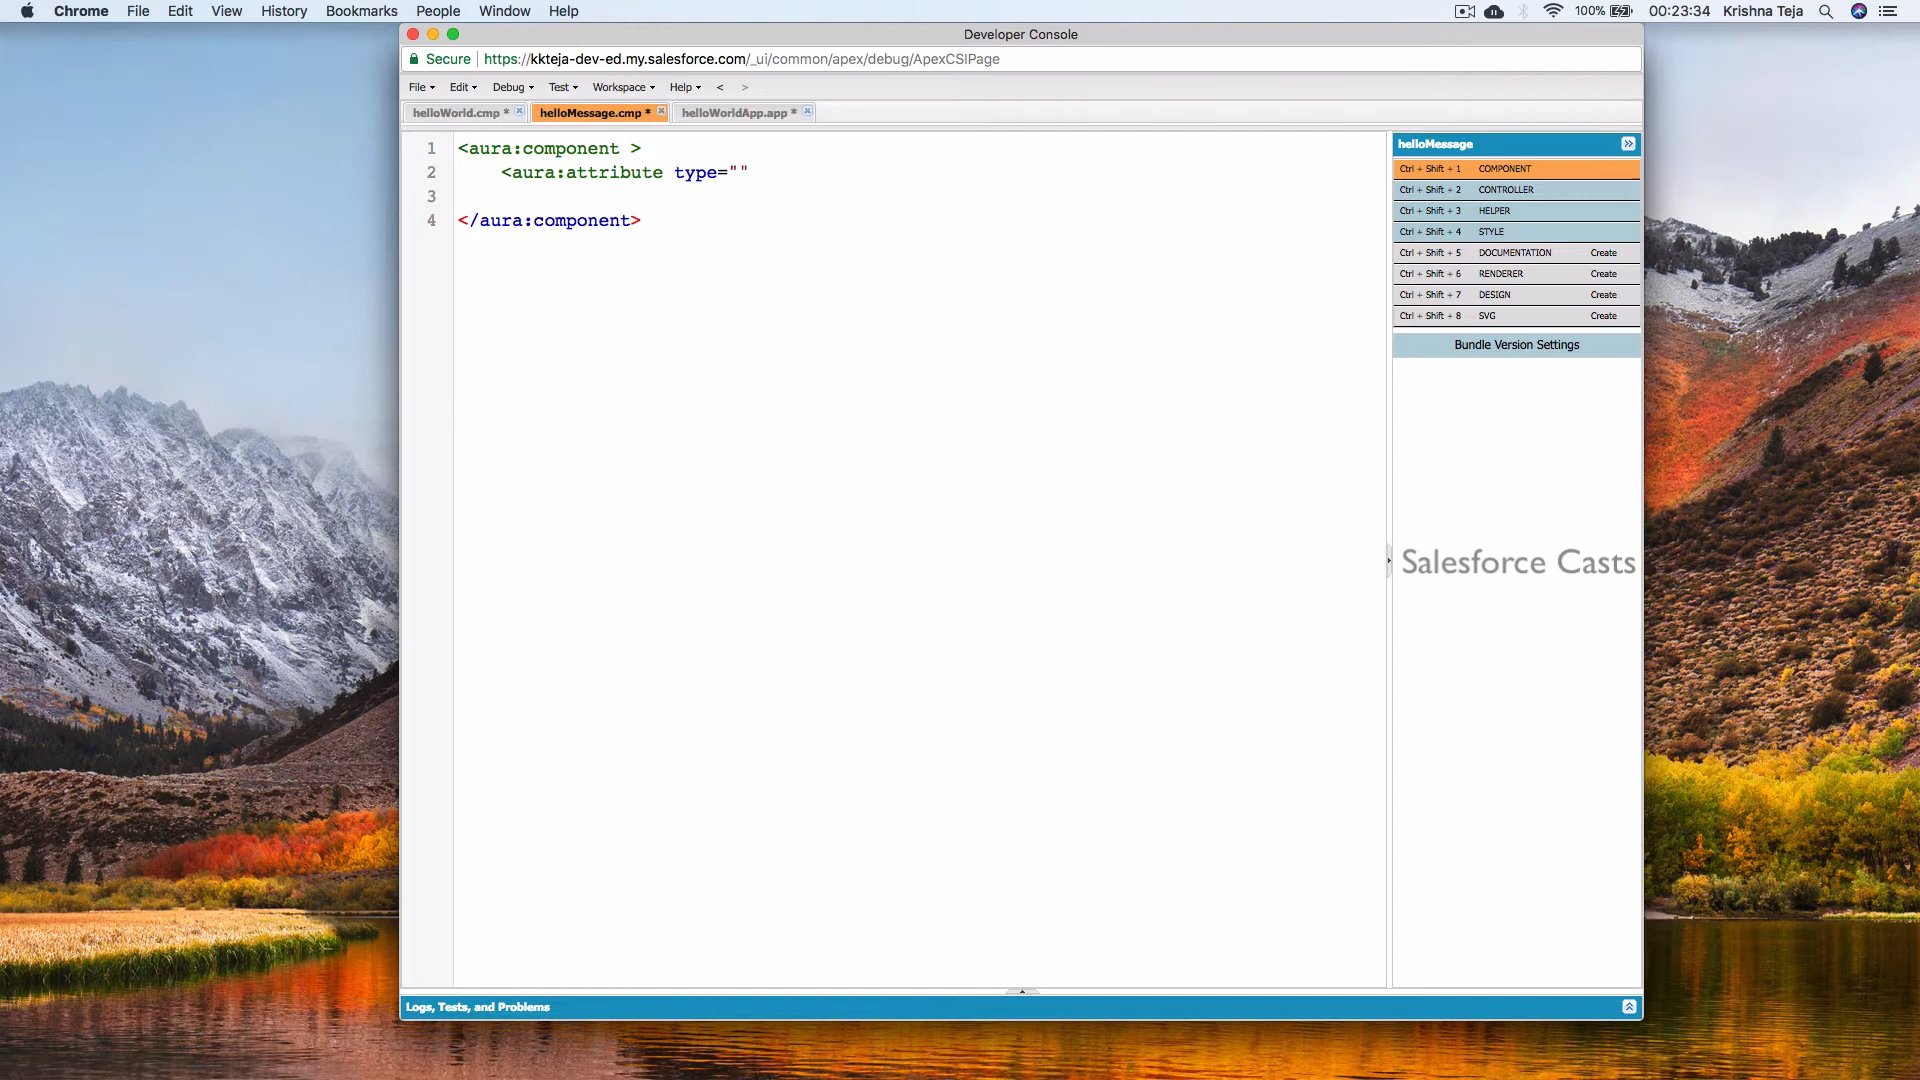 Chrome File Edit View History Bookmarks People Window Help 100% 00:23:34 Krishna Teja
Developer Console
Secure https://kkteja-dev-ed.my.salesforce.com/_ui/common/apex/debug/ApexCSIPage
File Edit Debug Test Workspace Help < >
helloWorld.cmp * helloMessage.cmp * helloWorldApp.app *
1 <aura:component >
2 <aura:attribute type=""
3
4 </aura:component>
helloMessage
Ctrl + Shift + 1 COMPONENT
Ctrl + Shift + 2 CONTROLLER
Ctrl + Shift + 3 HELPER
Ctrl + Shift + 4 STYLE
Ctrl + Shift + 5 DOCUMENTATION Create
Ctrl + Shift + 6 RENDERER Create
Ctrl + Shift + 7 DESIGN Create
Ctrl + Shift + 8 SVG Create
Bundle Version Settings
Salesforce Casts
Logs, Tests, and Problems